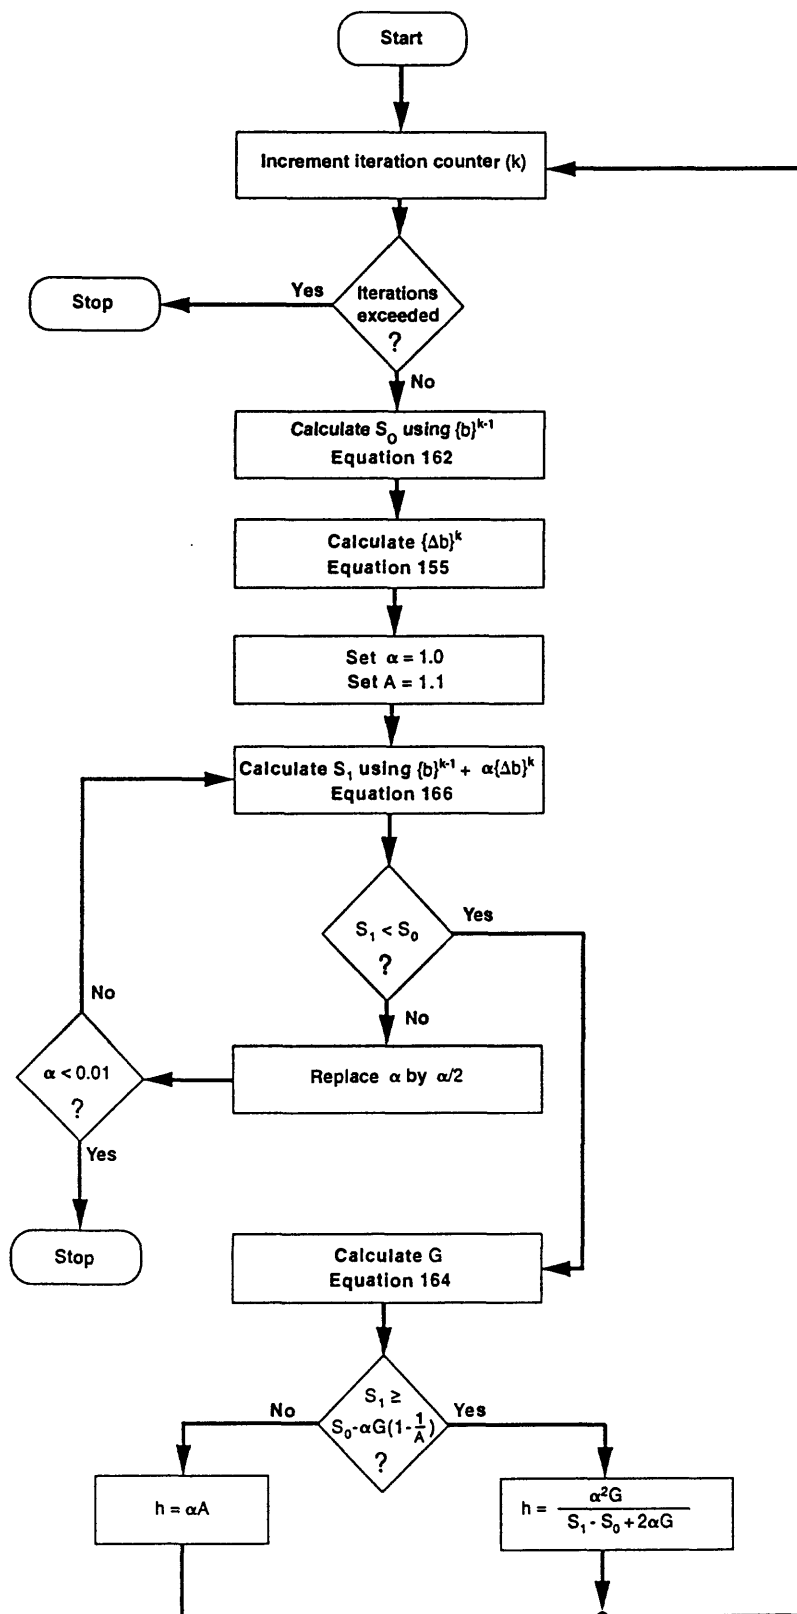 Start
Increment iteration counter (k)
Yes
Stop
Iterations
exceeded
?
No
Calculate S₀ using {b}ᵏ⁻¹
Equation 162
Calculate {Δb}ᵏ
Equation 155
Set α = 1.0
Set A = 1.1
Calculate S₁ using {b}ᵏ⁻¹ + α{Δb}ᵏ
Equation 166
S₁ < S₀
?
Yes
No
No
Replace α by α/2
α < 0.01
?
Yes
Stop
Calculate G
Equation 164
S₁ ≥
S₀-αG(1-1/A)
?
No
Yes
h = αA
h = α²G / S₁ - S₀ + 2αG